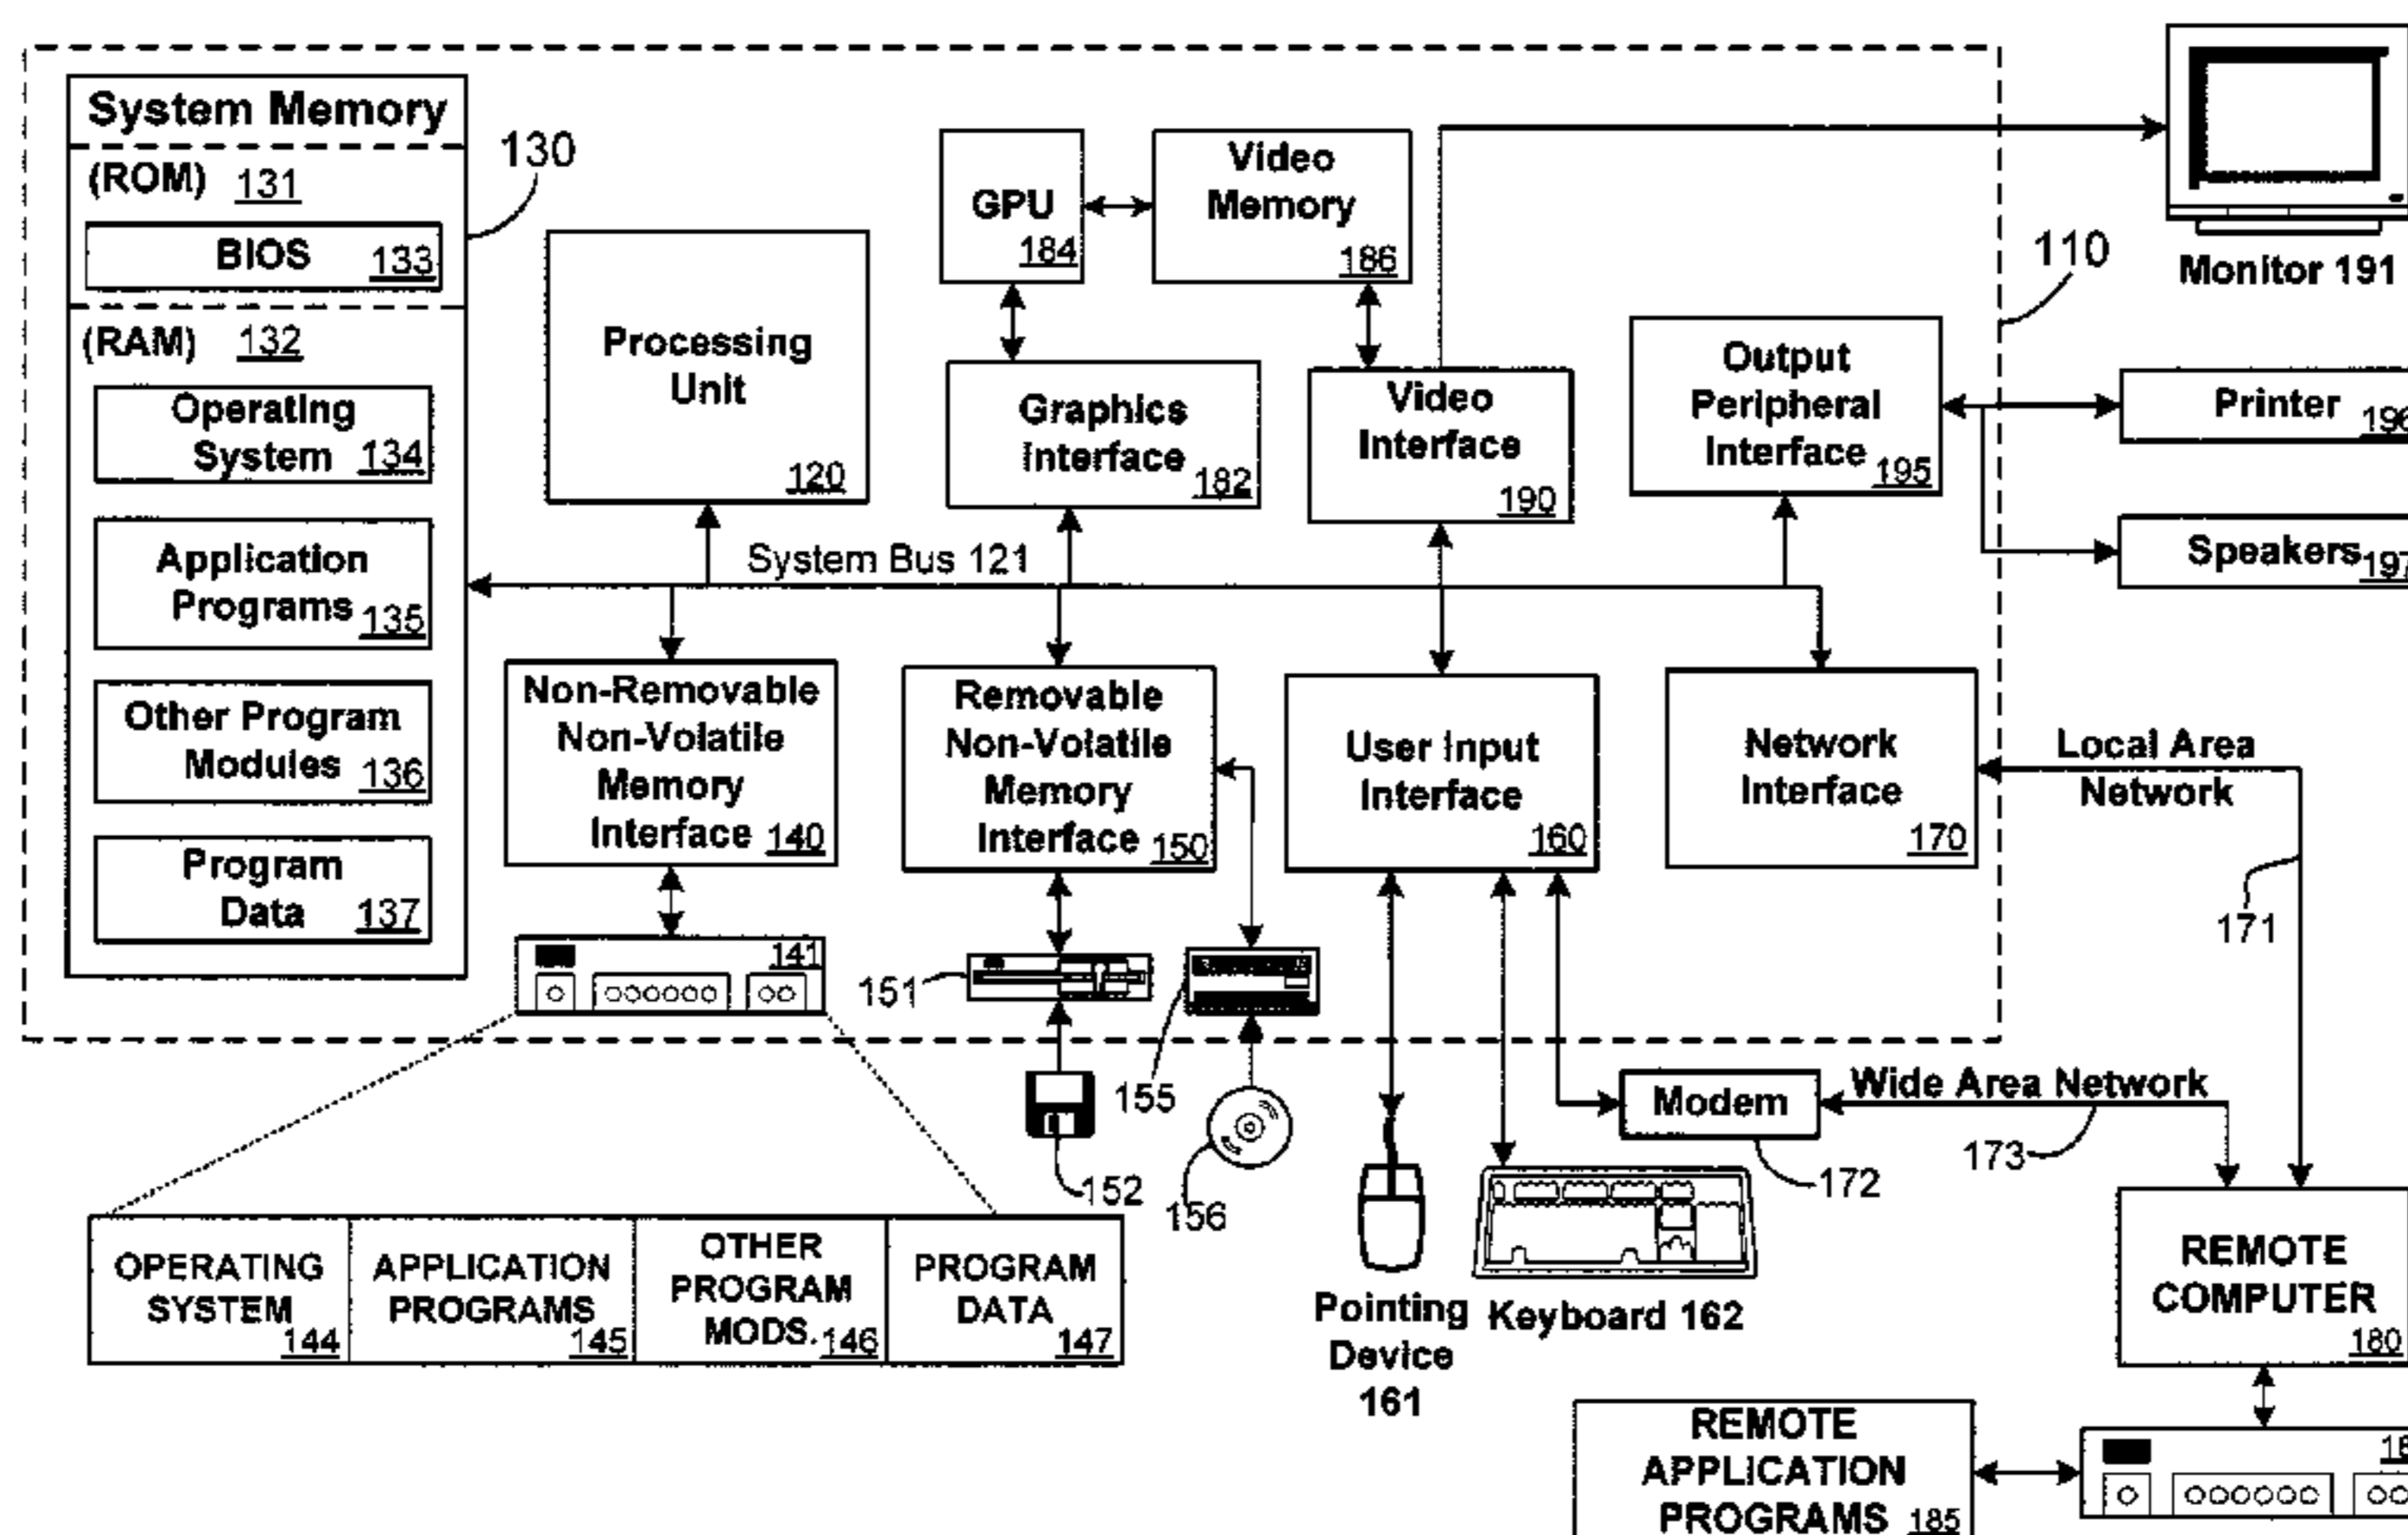 System Memory
(ROM) 131
BIOS 133
(RAM) 132
Operating
System 134
Application
Programs 135
Other Program
Modules 136
Program
Data 137
130
Processing
Unit
120
GPU
184
Video
Memory
186
Graphics
Interface
182
Video
Interface
190
Output
Peripheral
Interface 195
110
Monitor 191
Printer
Speakers
System Bus 121
Non-Removable
Non-Volatile
Memory
Interface 140
Removable
Non-Volatile
Memory
Interface 150
User Input
Interface
160
Network
Interface
170
Local Area
Network
171
141
151
155
152
156
Modem
172
Wide Area Network
173
OPERATING
SYSTEM
144
APPLICATION
PROGRAMS
145
OTHER
PROGRAM
MODS. 146
PROGRAM
DATA
147
Pointing
Device
161
Keyboard 162
REMOTE
COMPUTER
180
REMOTE
APPLICATION
PROGRAMS 185